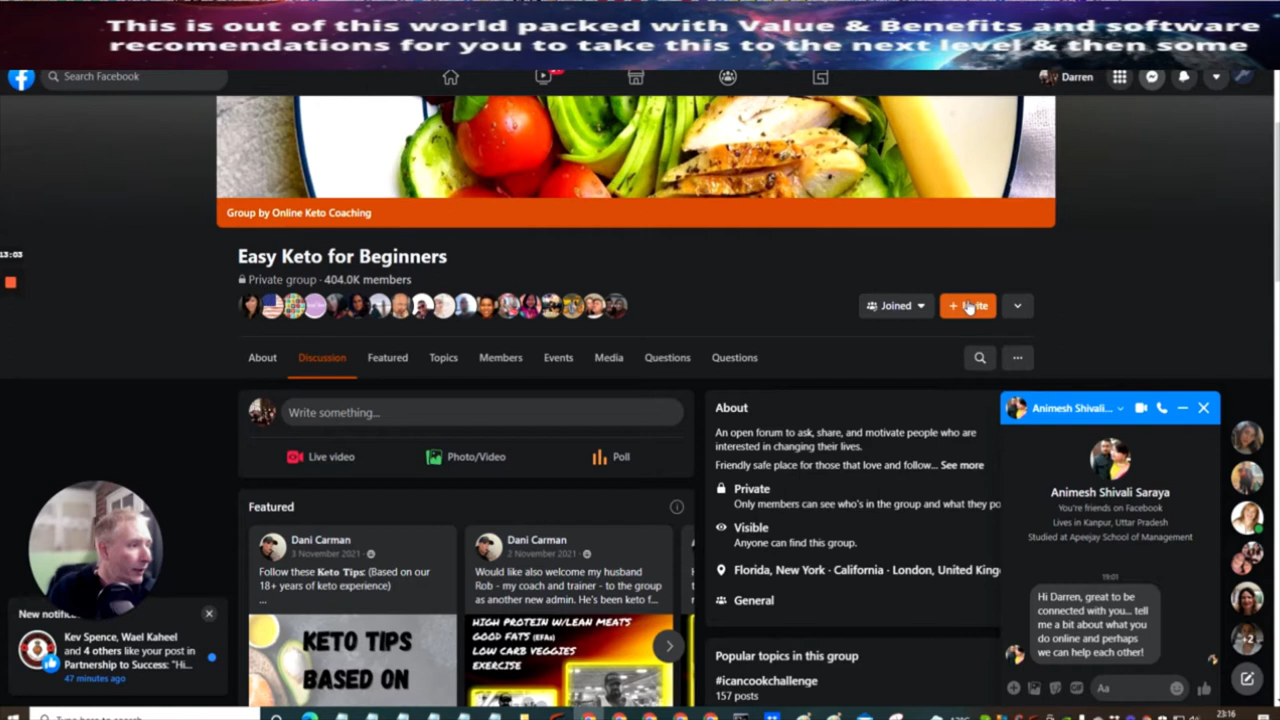 This is out of this world packed with Value & Benefits and software
recomendations for you to take this to the next level & then some
Search Facebook
Darren
Group by Online Keto Coaching
Easy Keto for Beginners
Private group · 404.0K members
Joined
+ Invite
13:03
About
Discussion
Featured
Topics
Members
Events
Media
Questions
Questions
Write something...
Live video
Photo/Video
Poll
Featured
Dani Carman
3 November 2021 ·
Follow these Keto Tips: (Based on our
18+ years of keto experience)
...
KETO TIPS
BASED ON
Dani Carman
2 November 2021 ·
Would like also welcome my husband
Rob - my coach and trainer - to the group
as another new admin. He's been keto f...
HIGH PROTEIN W/LEAN MEATS
GOOD FATS (EFAs)
LOW CARB VEGGIES
EXERCISE
About
An open forum to ask, share, and motivate people who are
interested in changing their lives.
Friendly safe place for those that love and follow... See more
Private
Only members can see who's in the group and what they po
Visible
Anyone can find this group.
Florida, New York · California · London, United King
General
Popular topics in this group
#icancookchallenge
157 posts
Animesh Shivali...
Animesh Shivali Saraya
You're friends on Facebook
Lives in Kanpur, Uttar Pradesh
Studied at Apeejay School of Management
19:01
Hi Darren, great to be
connected with you... tell
me a bit about what you
do online and perhaps
we can help each other!
Aa
+2
New notific
Kev Spence, Wael Kaheel
and 4 others like your post in
Partnership to Success: "Hi...
47 minutes ago
23:16